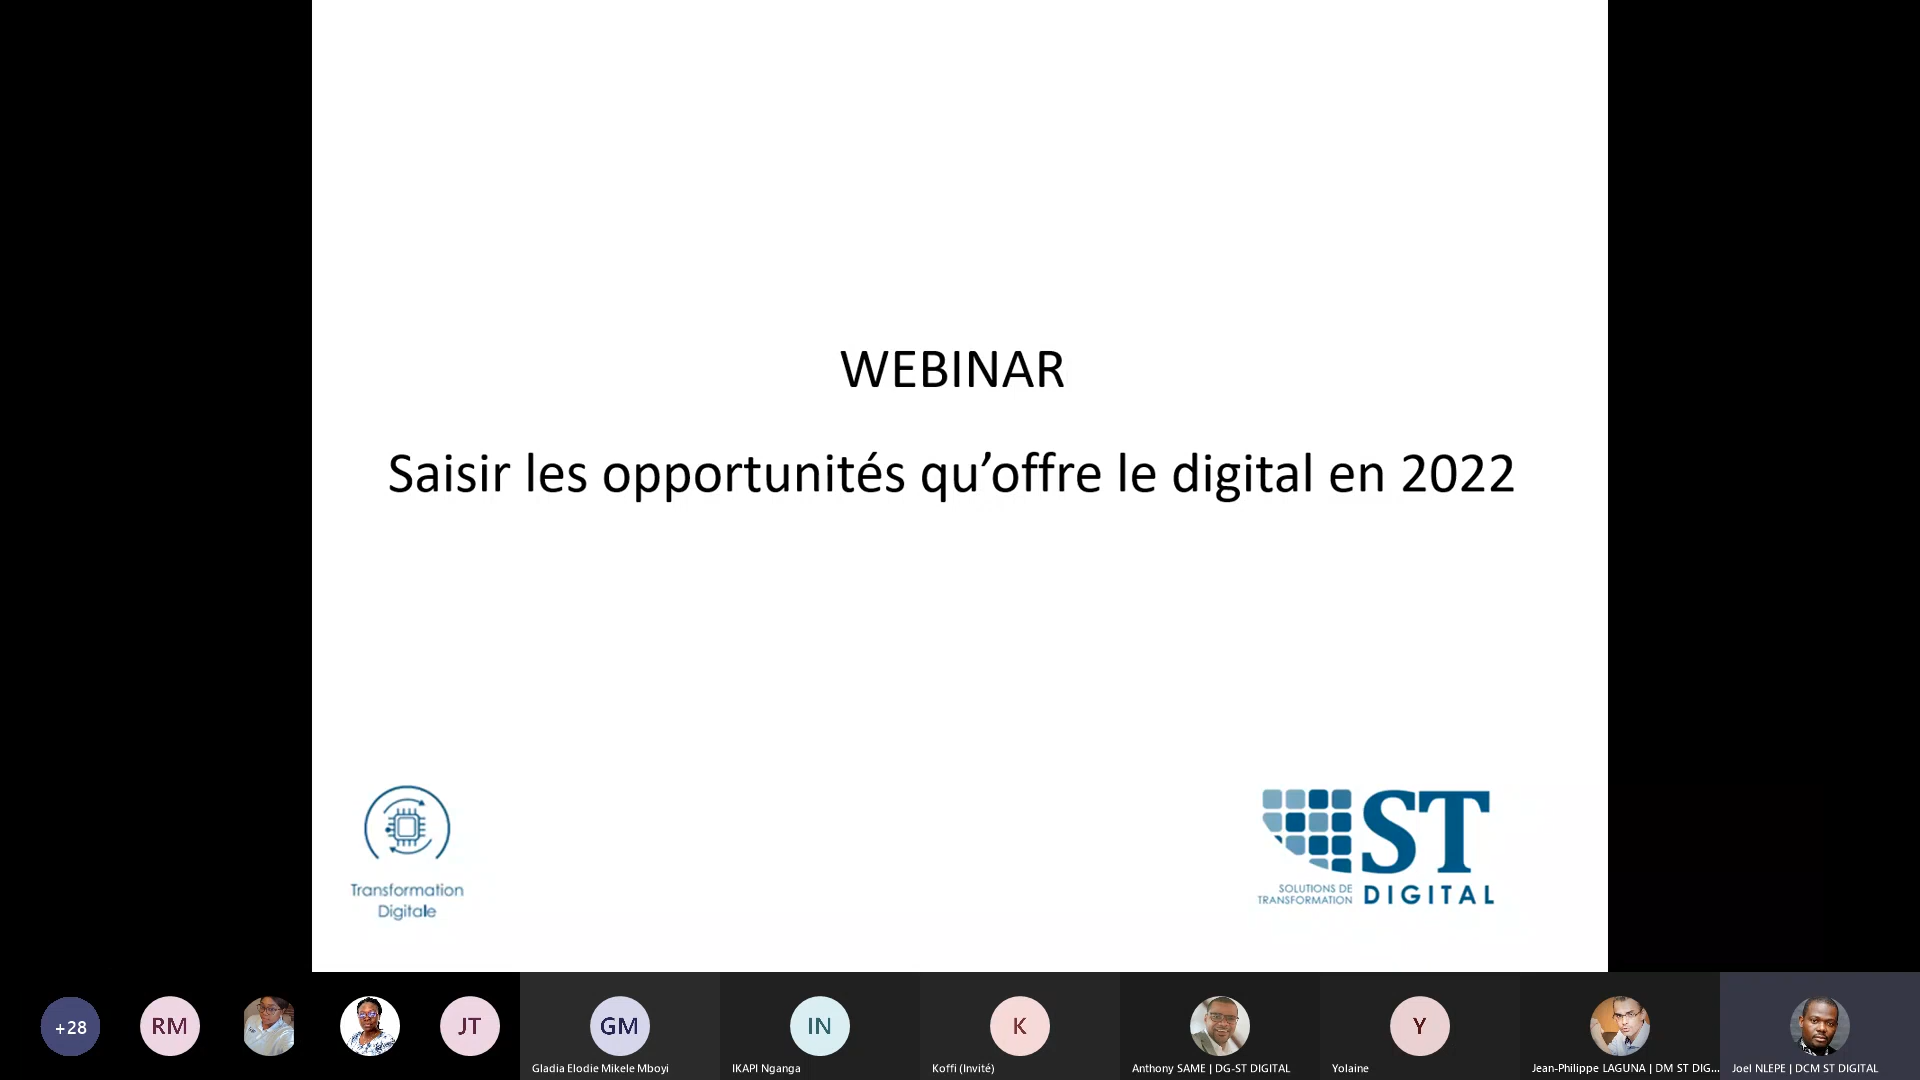 WEBINAR
Saisir les opportunités qu’offre le digital en 2022
Transformation
Digitale
ST
SOLUTIONS DE
TRANSFORMATION
DIGITAL
+28
RM
JT
GM
IN
K
Y
Gladia Elodie Mikele Mboyi
IKAPI Nganga
Koffi (Invité)
Anthony SAME | DG-ST DIGITAL
Yolaine
Jean-Philippe LAGUNA | DM ST DIG...
Joel NLEPE | DCM ST DIGITAL